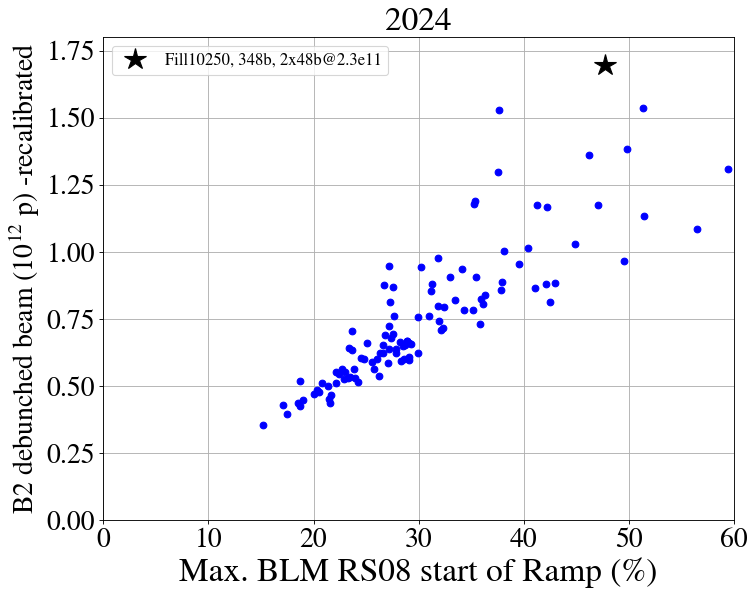 2024
Fill10250, 348b, 2x48b@2.3e11
B2 debunched beam (10¹² p) -recalibrated
1.75
1.50
1.25
1.00
0.75
0.50
0.25
0.00
0 10 20 30 40 50 60
Max. BLM RS08 start of Ramp (%)